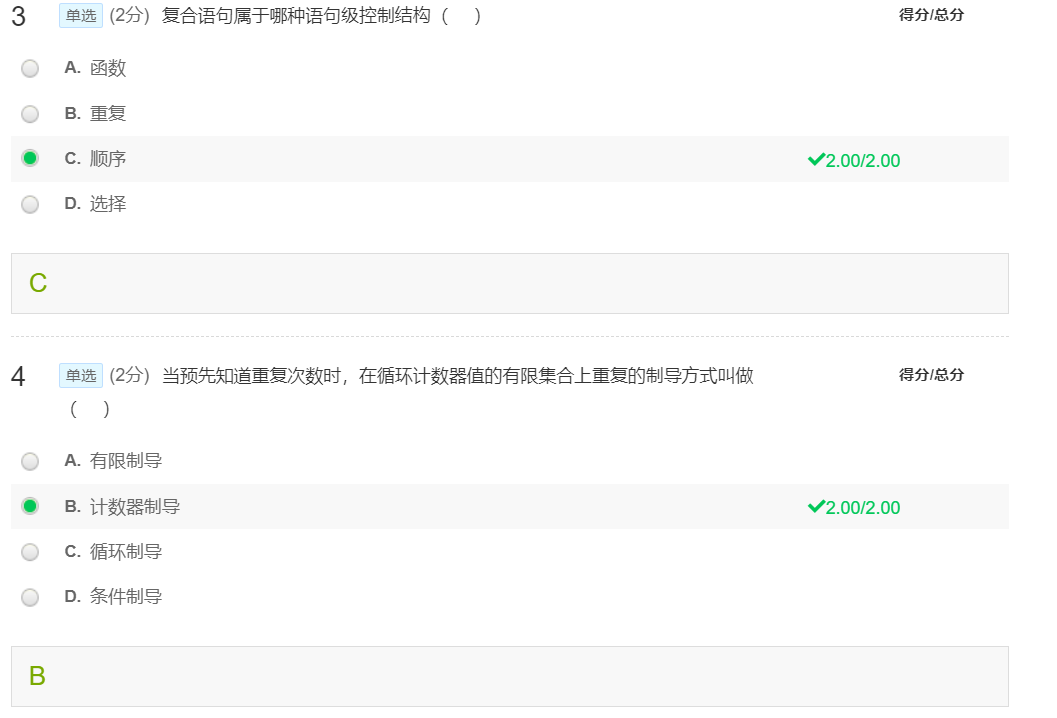 3 单选 (2分) 复合语句属于哪种语句级控制结构（ ） 得分/总分
A. 函数
B. 重复
C. 顺序 2.00/2.00
D. 选择
C
4 单选 (2分) 当预先知道重复次数时，在循环计数器值的有限集合上重复的制导方式叫做 得分/总分
（ ）
A. 有限制导
B. 计数器制导 2.00/2.00
C. 循环制导
D. 条件制导
B